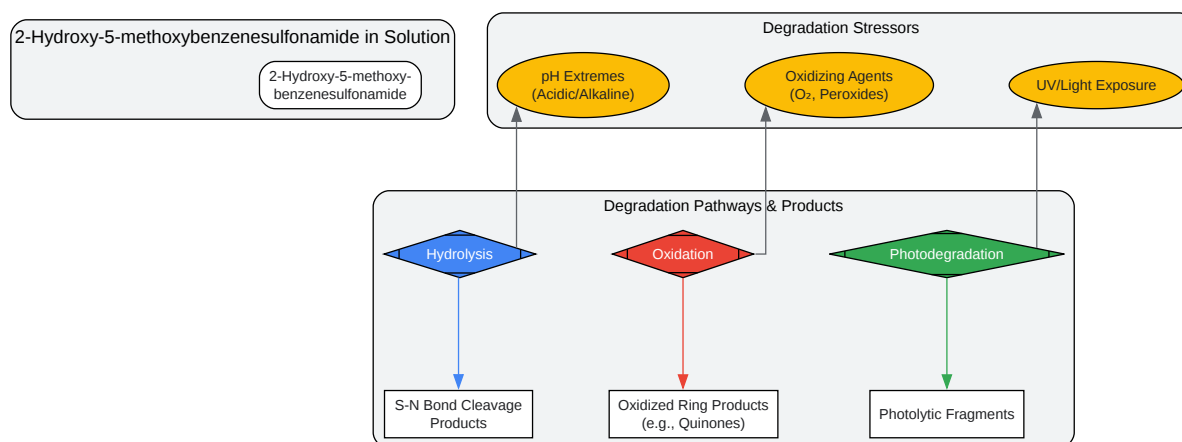 2-Hydroxy-5-methoxybenzenesulfonamide in Solution
2-Hydroxy-5-methoxy-
benzenesulfonamide
Degradation Stressors
pH Extremes
(Acidic/Alkaline)
Oxidizing Agents
(O₂, Peroxides)
UV/Light Exposure
Degradation Pathways & Products
Hydrolysis
Oxidation
Photodegradation
S-N Bond Cleavage
Products
Oxidized Ring Products
(e.g., Quinones)
Photolytic Fragments